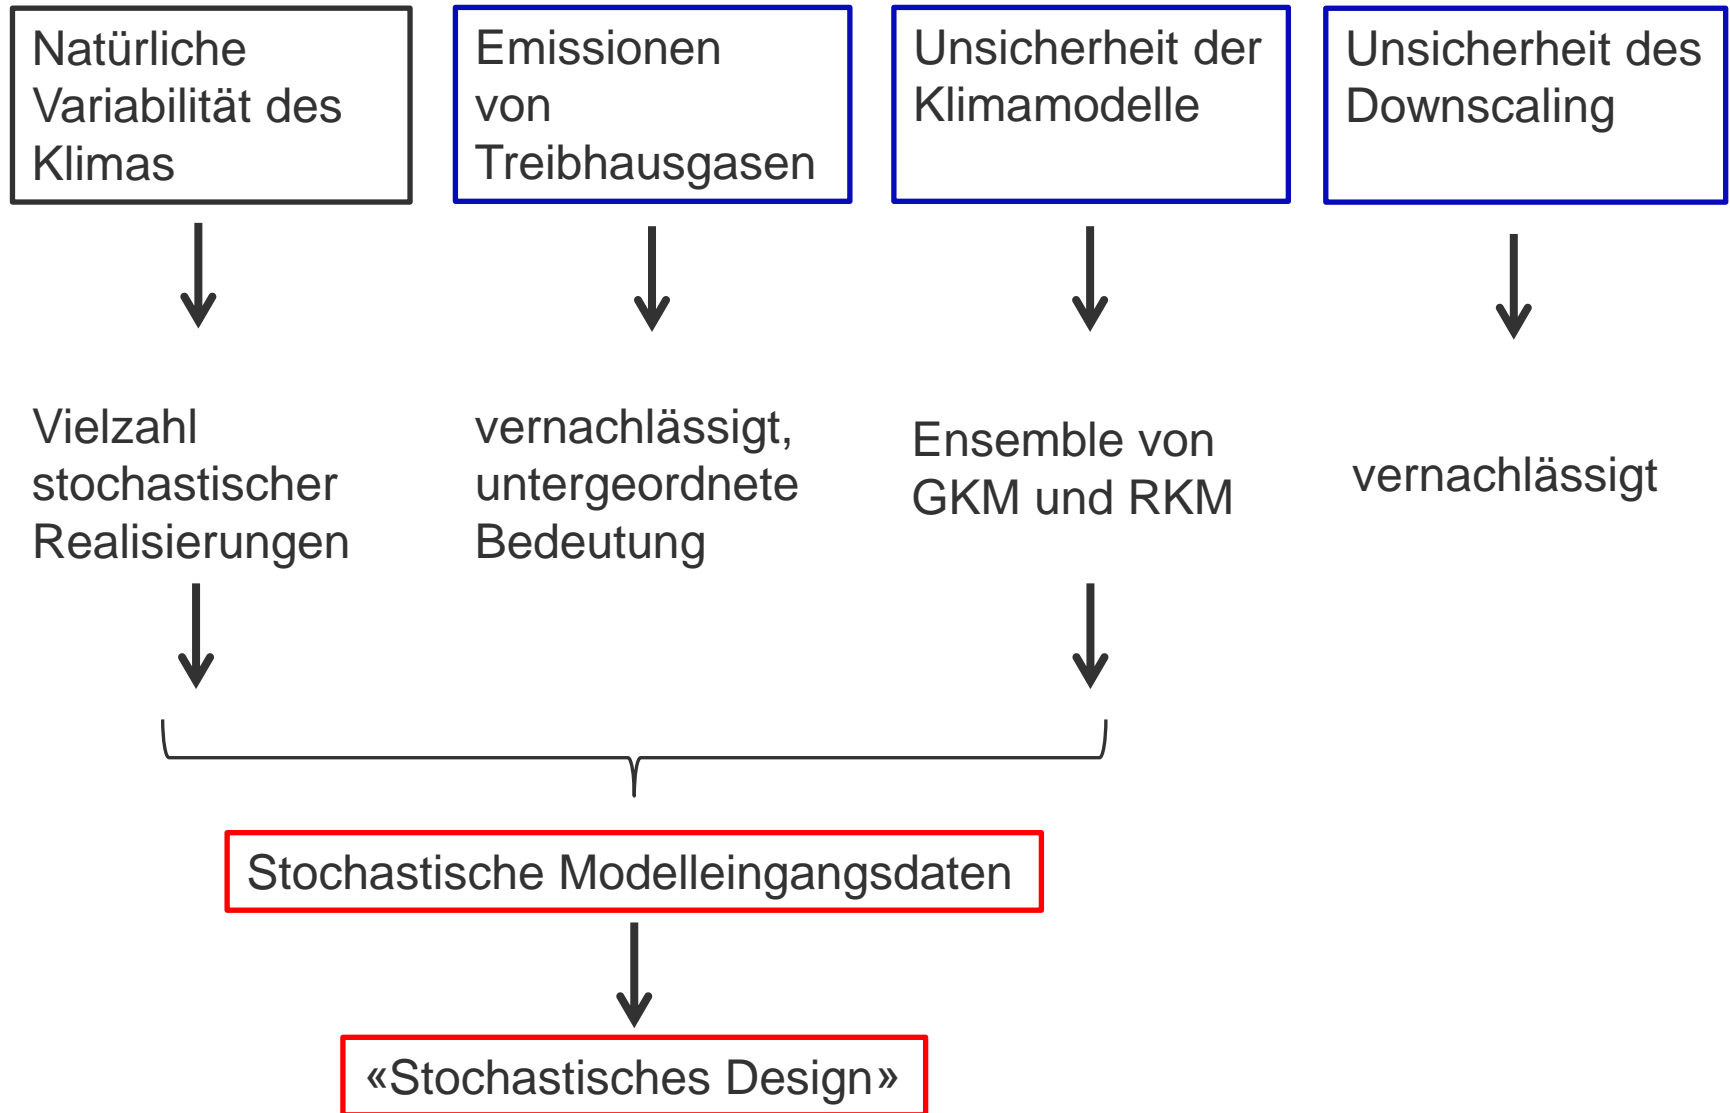 Natürliche
Variabilität des
Klimas
Emissionen
von
Treibhausgasen
Unsicherheit der
Klimamodelle
Unsicherheit des
Downscaling
Vielzahl
stochastischer
Realisierungen
vernachlässigt,
untergeordnete
Bedeutung
Ensemble von
GKM und RKM
vernachlässigt
Stochastische Modelleingangsdaten
«Stochastisches Design»